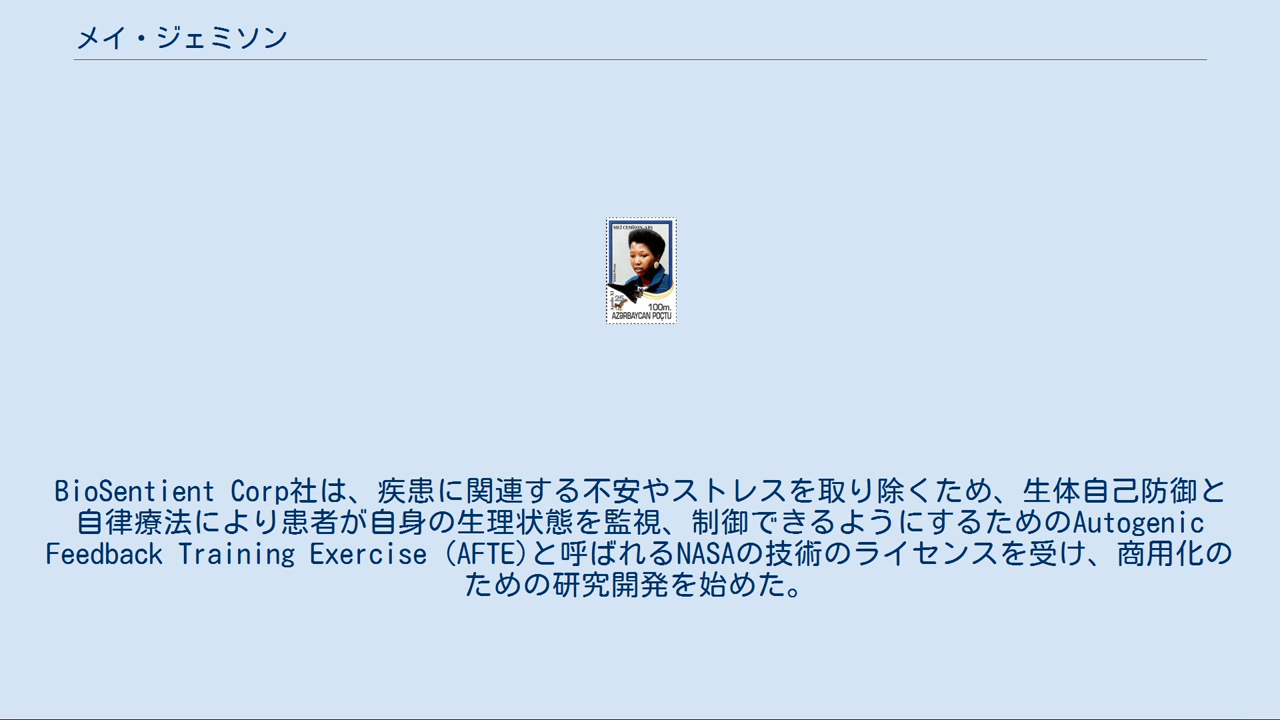 メイ・ジェミソン
100m.
AZƏRBAYCAN POÇTU
BioSentient Corp社は、疾患に関連する不安やストレスを取り除くため、生体自己防御と
自律療法により患者が自身の生理状態を監視、制御できるようにするためのAutogenic
Feedback Training Exercise (AFTE)と呼ばれるNASAの技術のライセンスを受け、商用化の
ための研究開発を始めた。